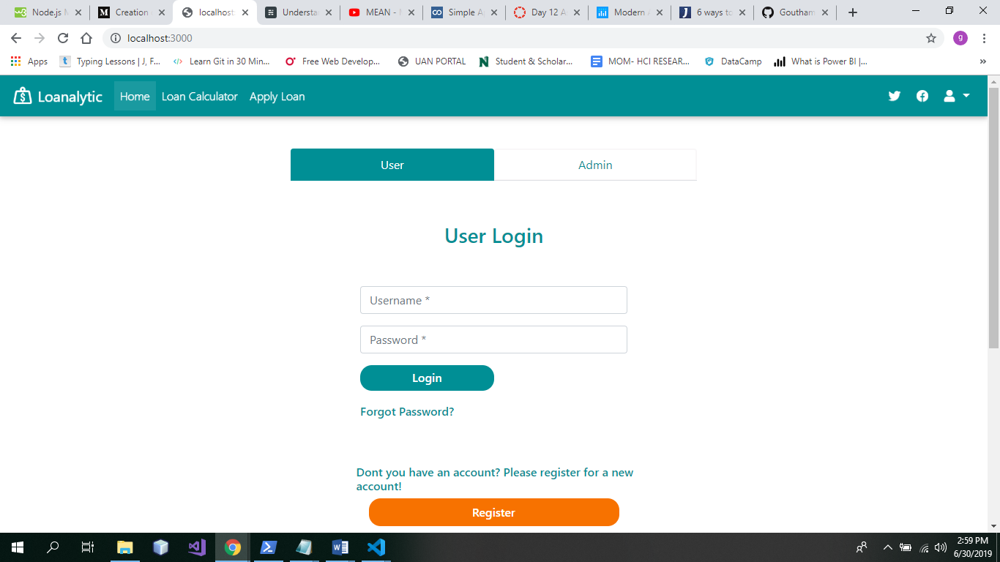 Node.js M
Creation
localhost
Understa
MEAN -
Simple A
Day 12 A
Modern
6 ways to
Goutham
localhost:3000
g
Apps
Typing Lessons | J, F...
Learn Git in 30 Min...
Free Web Develop...
UAN PORTAL
Student & Scholar...
MOM- HCI RESEAR...
DataCamp
What is Power BI |,...
»
Loanalytic
Home
Loan Calculator
Apply Loan
User
Admin
User Login
Username *
Password *
Login
Forgot Password?
Dont you have an account? Please register for a new
account!
Register
2:59 PM
6/30/2019